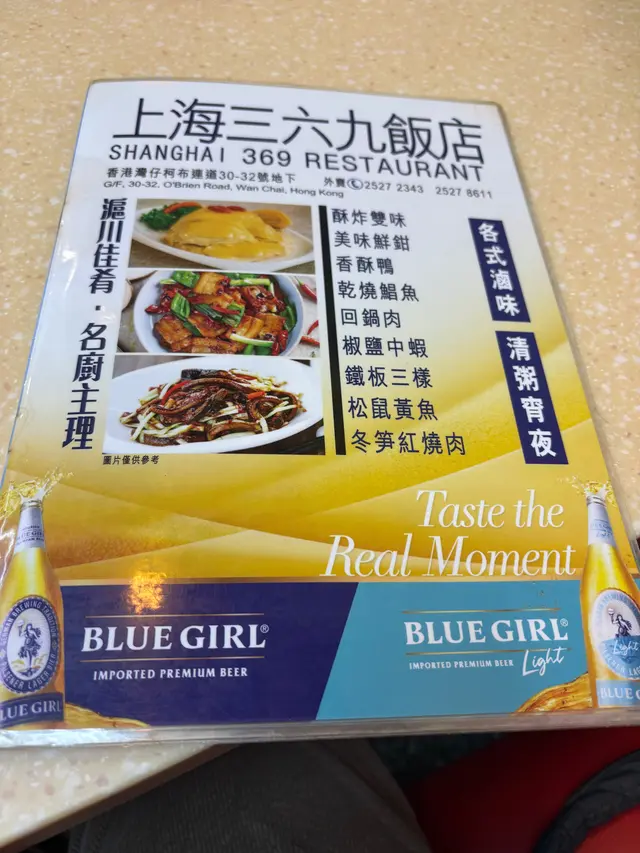 上海三六九飯店
SHANGHAI 369 RESTAURANT
香港灣仔柯布連道30-32號地下 外賣 2527 2343 2527 8611
G/F, 30-32, O'Brien Road, Wan Chai, Hong Kong
滬川佳肴·名廚主理
圖片僅供參考
酥炸雙味
美味鮮鉗
香酥鴨
乾燒鯧魚
回鍋肉
椒鹽中蝦
鐵板三樣
松鼠黃魚
冬笋紅燒肉
各式滷味
清粥宵夜
Taste the
Real Moment
BLUE GIRL®
IMPORTED PREMIUM BEER
BLUE GIRL®
IMPORTED PREMIUM BEER Light
BLUE GIRL
Light
BLUE G